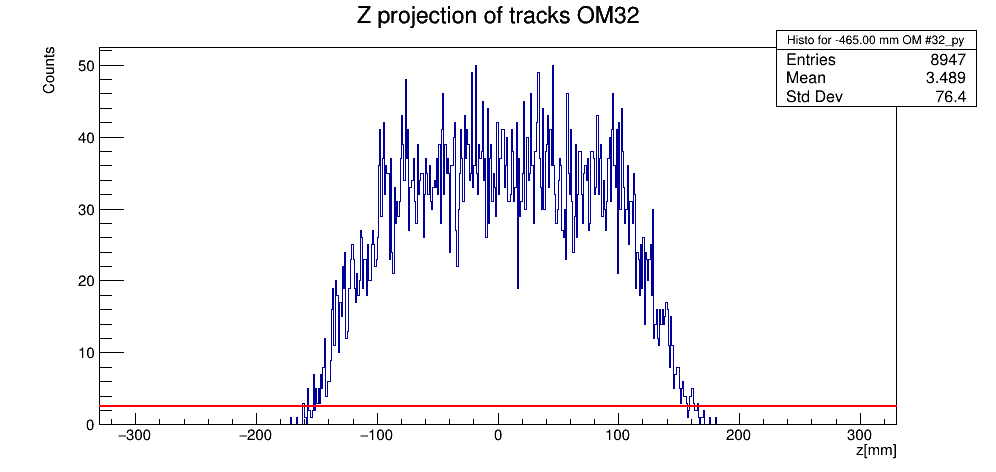 Z projection of tracks OM32
Histo for -465.00 mm OM #32_py
Entries 8947
Mean 3.489
Std Dev 76.4
Counts
50
40
30
20
10
0
−300 −200 −100 0 100 200 300
z[mm]